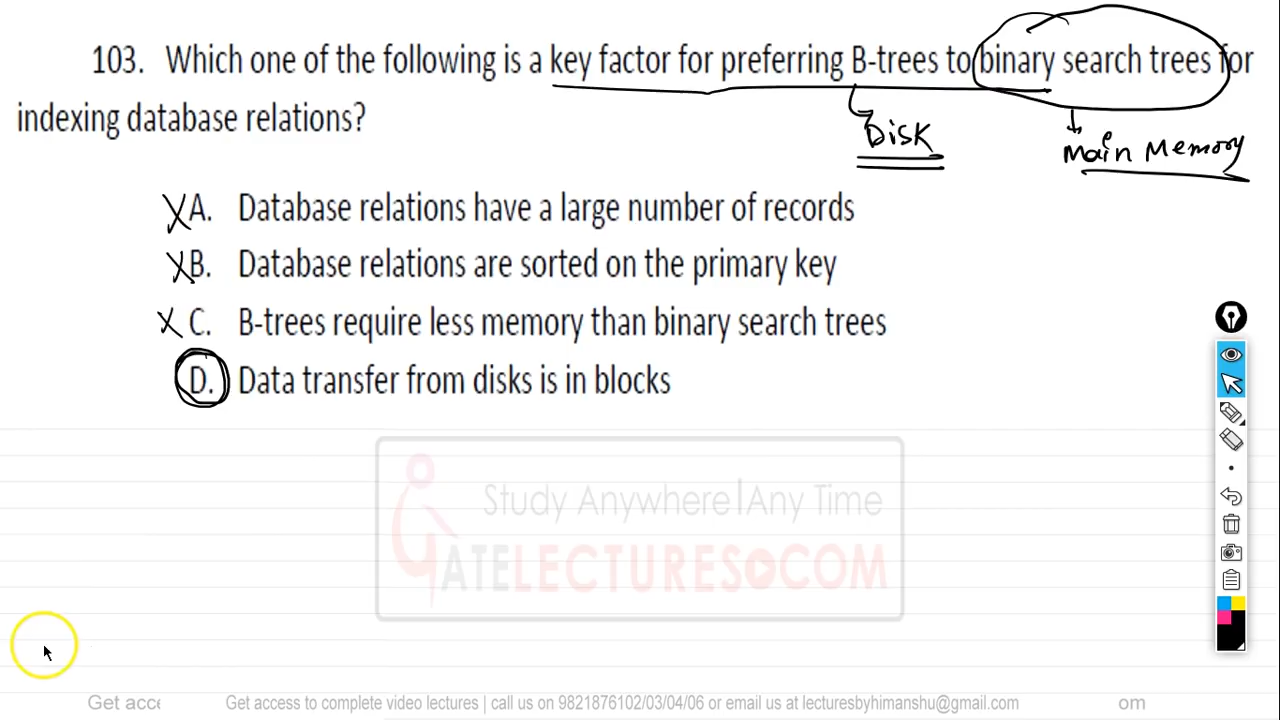 103. Which one of the following is a key factor for preferring B-trees to binary search trees for
indexing database relations?
Disk
Main Memory
X A. Database relations have a large number of records
X B. Database relations are sorted on the primary key
X C. B-trees require less memory than binary search trees
D. Data transfer from disks is in blocks
Study Anywhere|Any Time
GATELECTURES.COM
Get acce Get access to complete video lectures | call us on 9821876102/03/04/06 or email us at lecturesbyhimanshu@gmail.com om